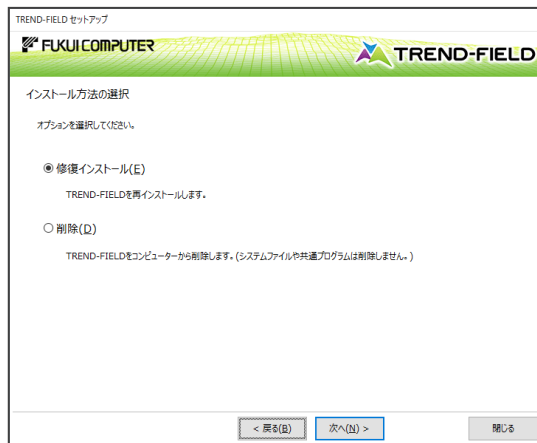 TREND-FIELD セットアップ
FUKUI COMPUTER
TREND-FIELD
インストール方法の選択
オプションを選択してください。
修復インストール(E)
TREND-FIELDを再インストールします。
削除(D)
TREND-FIELDをコンピューターから削除します。(システムファイルや共通プログラムは削除しません。)
< 戻る(B)
次へ(N) >
閉じる